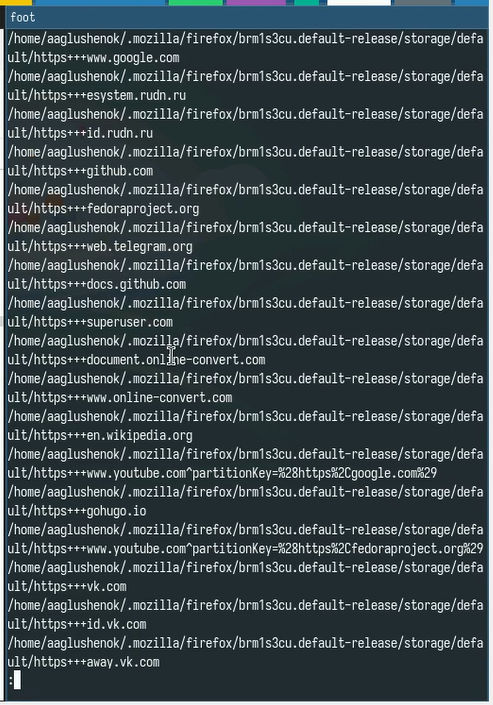 foot
/home/aaglushenok/.mozilla/firefox/brm1s3cu.default-release/storage/defa
ult/https+++www.google.com
/home/aaglushenok/.mozilla/firefox/brm1s3cu.default-release/storage/defa
ult/https+++esystem.rudn.ru
/home/aaglushenok/.mozilla/firefox/brm1s3cu.default-release/storage/defa
ult/https+++id.rudn.ru
/home/aaglushenok/.mozilla/firefox/brm1s3cu.default-release/storage/defa
ult/https+++github.com
/home/aaglushenok/.mozilla/firefox/brm1s3cu.default-release/storage/defa
ult/https+++fedoraproject.org
/home/aaglushenok/.mozilla/firefox/brm1s3cu.default-release/storage/defa
ult/https+++web.telegram.org
/home/aaglushenok/.mozilla/firefox/brm1s3cu.default-release/storage/defa
ult/https+++docs.github.com
/home/aaglushenok/.mozilla/firefox/brm1s3cu.default-release/storage/defa
ult/https+++superuser.com
/home/aaglushenok/.mozilla/firefox/brm1s3cu.default-release/storage/defa
ult/https+++document.online-convert.com
/home/aaglushenok/.mozilla/firefox/brm1s3cu.default-release/storage/defa
ult/https+++www.online-convert.com
/home/aaglushenok/.mozilla/firefox/brm1s3cu.default-release/storage/defa
ult/https+++en.wikipedia.org
/home/aaglushenok/.mozilla/firefox/brm1s3cu.default-release/storage/defa
ult/https+++www.youtube.com^partitionKey=%28https%2Cgoogle.com%29
/home/aaglushenok/.mozilla/firefox/brm1s3cu.default-release/storage/defa
ult/https+++gohugo.io
/home/aaglushenok/.mozilla/firefox/brm1s3cu.default-release/storage/defa
ult/https+++www.youtube.com^partitionKey=%28https%2Cfedoraproject.org%29
/home/aaglushenok/.mozilla/firefox/brm1s3cu.default-release/storage/defa
ult/https+++vk.com
/home/aaglushenok/.mozilla/firefox/brm1s3cu.default-release/storage/defa
ult/https+++id.vk.com
/home/aaglushenok/.mozilla/firefox/brm1s3cu.default-release/storage/defa
ult/https+++away.vk.com
: